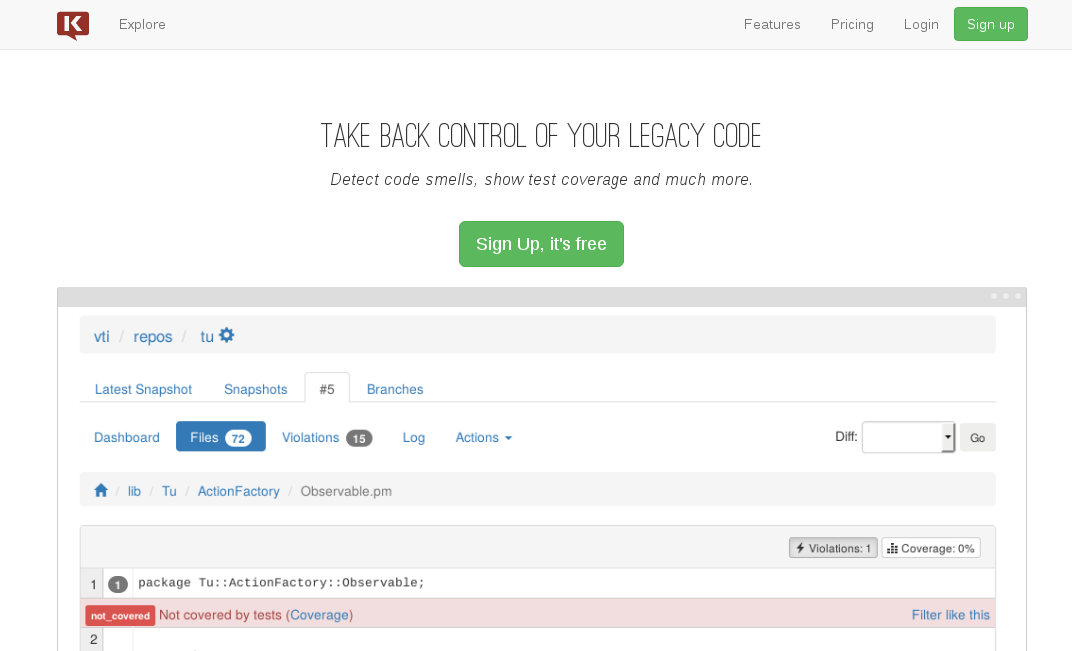 K Explore Features Pricing Login Sign up
TAKE BACK CONTROL OF YOUR LEGACY CODE
Detect code smells, show test coverage and much more.
Sign Up, it's free
vti / repos / tu
Latest Snapshot Snapshots #5 Branches
Dashboard Files 72 Violations 15 Log Actions Diff: Go
/ lib / Tu / ActionFactory / Observable.pm
Violations: 1 Coverage: 0%
1 1 package Tu::ActionFactory::Observable;
not_covered Not covered by tests (Coverage) Filter like this
2